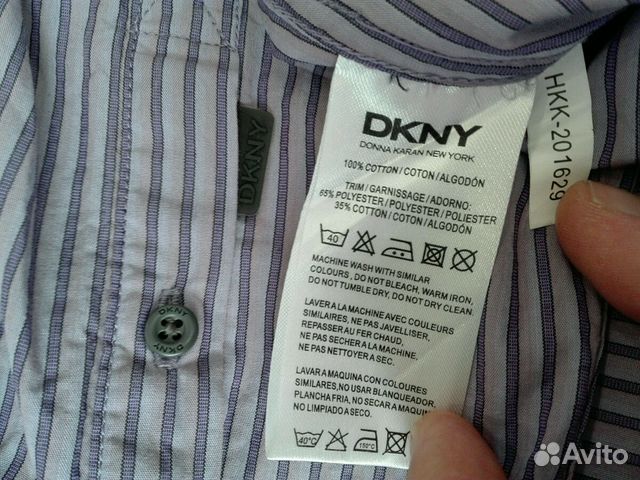 DKNY
DKNY
DKNY
DKNY
DONNA KARAN NEW YORK
100% COTTON / COTON / ALGODÓN
TRIM / GARNISSAGE / ADORNO:
65% POLYESTER / POLYESTER / POLIESTER
35% COTTON / COTON / ALGODÓN
40
MACHINE WASH WITH SIMILAR
COLOURS , DO NOT BLEACH, WARM IRON,
DO NOT TUMBLE DRY, DO NOT DRY CLEAN.
LAVER A LA MACHINE AVEC COULEURS
SIMILAIRES, NE PAS JAVELLISER,
REPASSER AU FER CHAUD,
NE PAS SECHER A LA MACHINE,
NE PAS NETTOYER A SEC.
LAVAR A MAQUINA CON COLOURES
SIMILARES, NO USAR BLANQUEADOR,
PLANCHA FRIA, NO SECAR A MAQUINA,
NO LIMPIADO A SECO.
40°C
150°C
HKK-201629
Avito